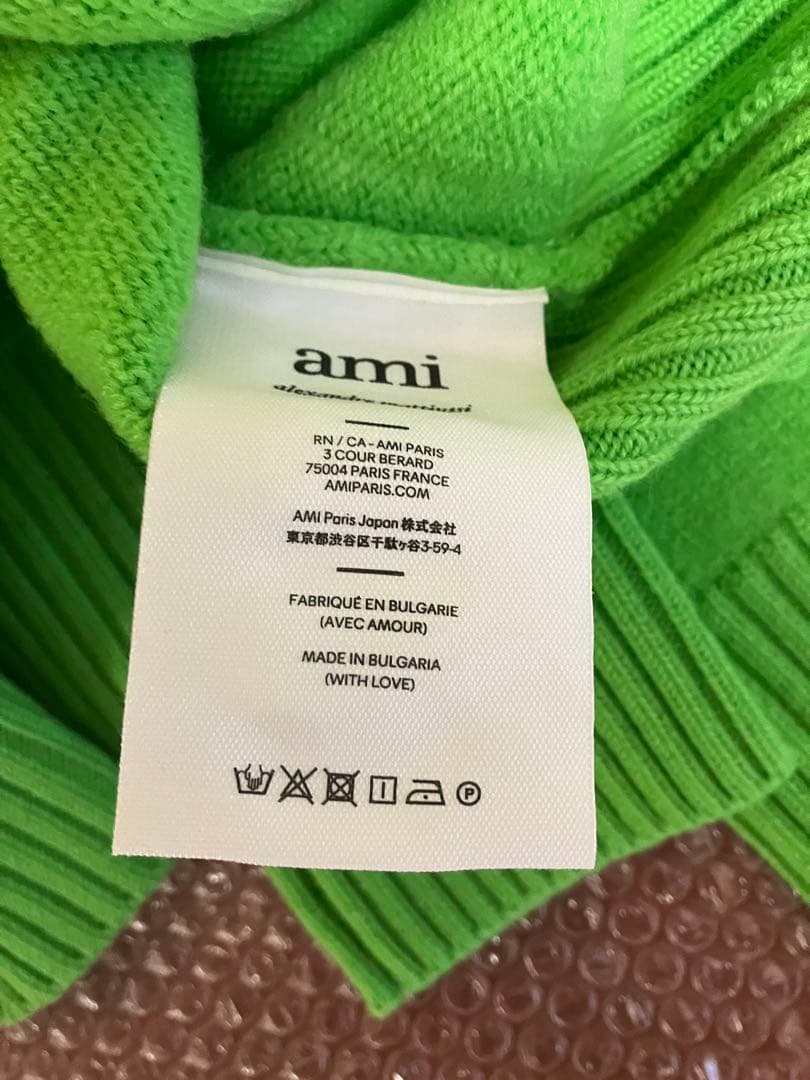 ami
alexandre mattiussi
RN / CA - AMI PARIS
3 COUR BERARD
75004 PARIS FRANCE
AMIPARIS.COM
AMI Paris Japan 株式会社
東京都渋谷区千駄ヶ谷3-59-4
FABRIQUÉ EN BULGARIE
(AVEC AMOUR)
MADE IN BULGARIA
(WITH LOVE)
P